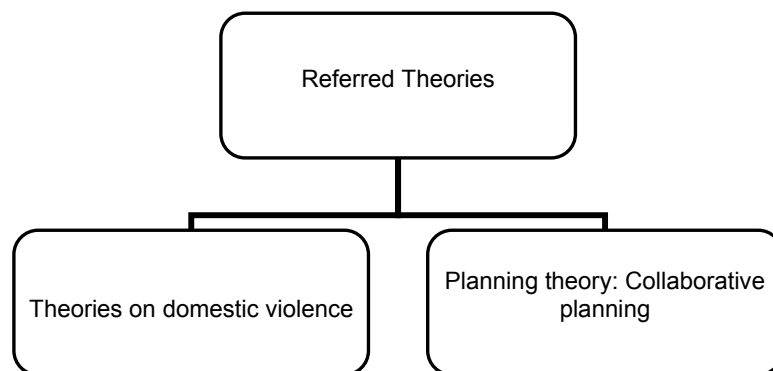 Referred Theories
Theories on domestic violence
Planning theory: Collaborative
planning